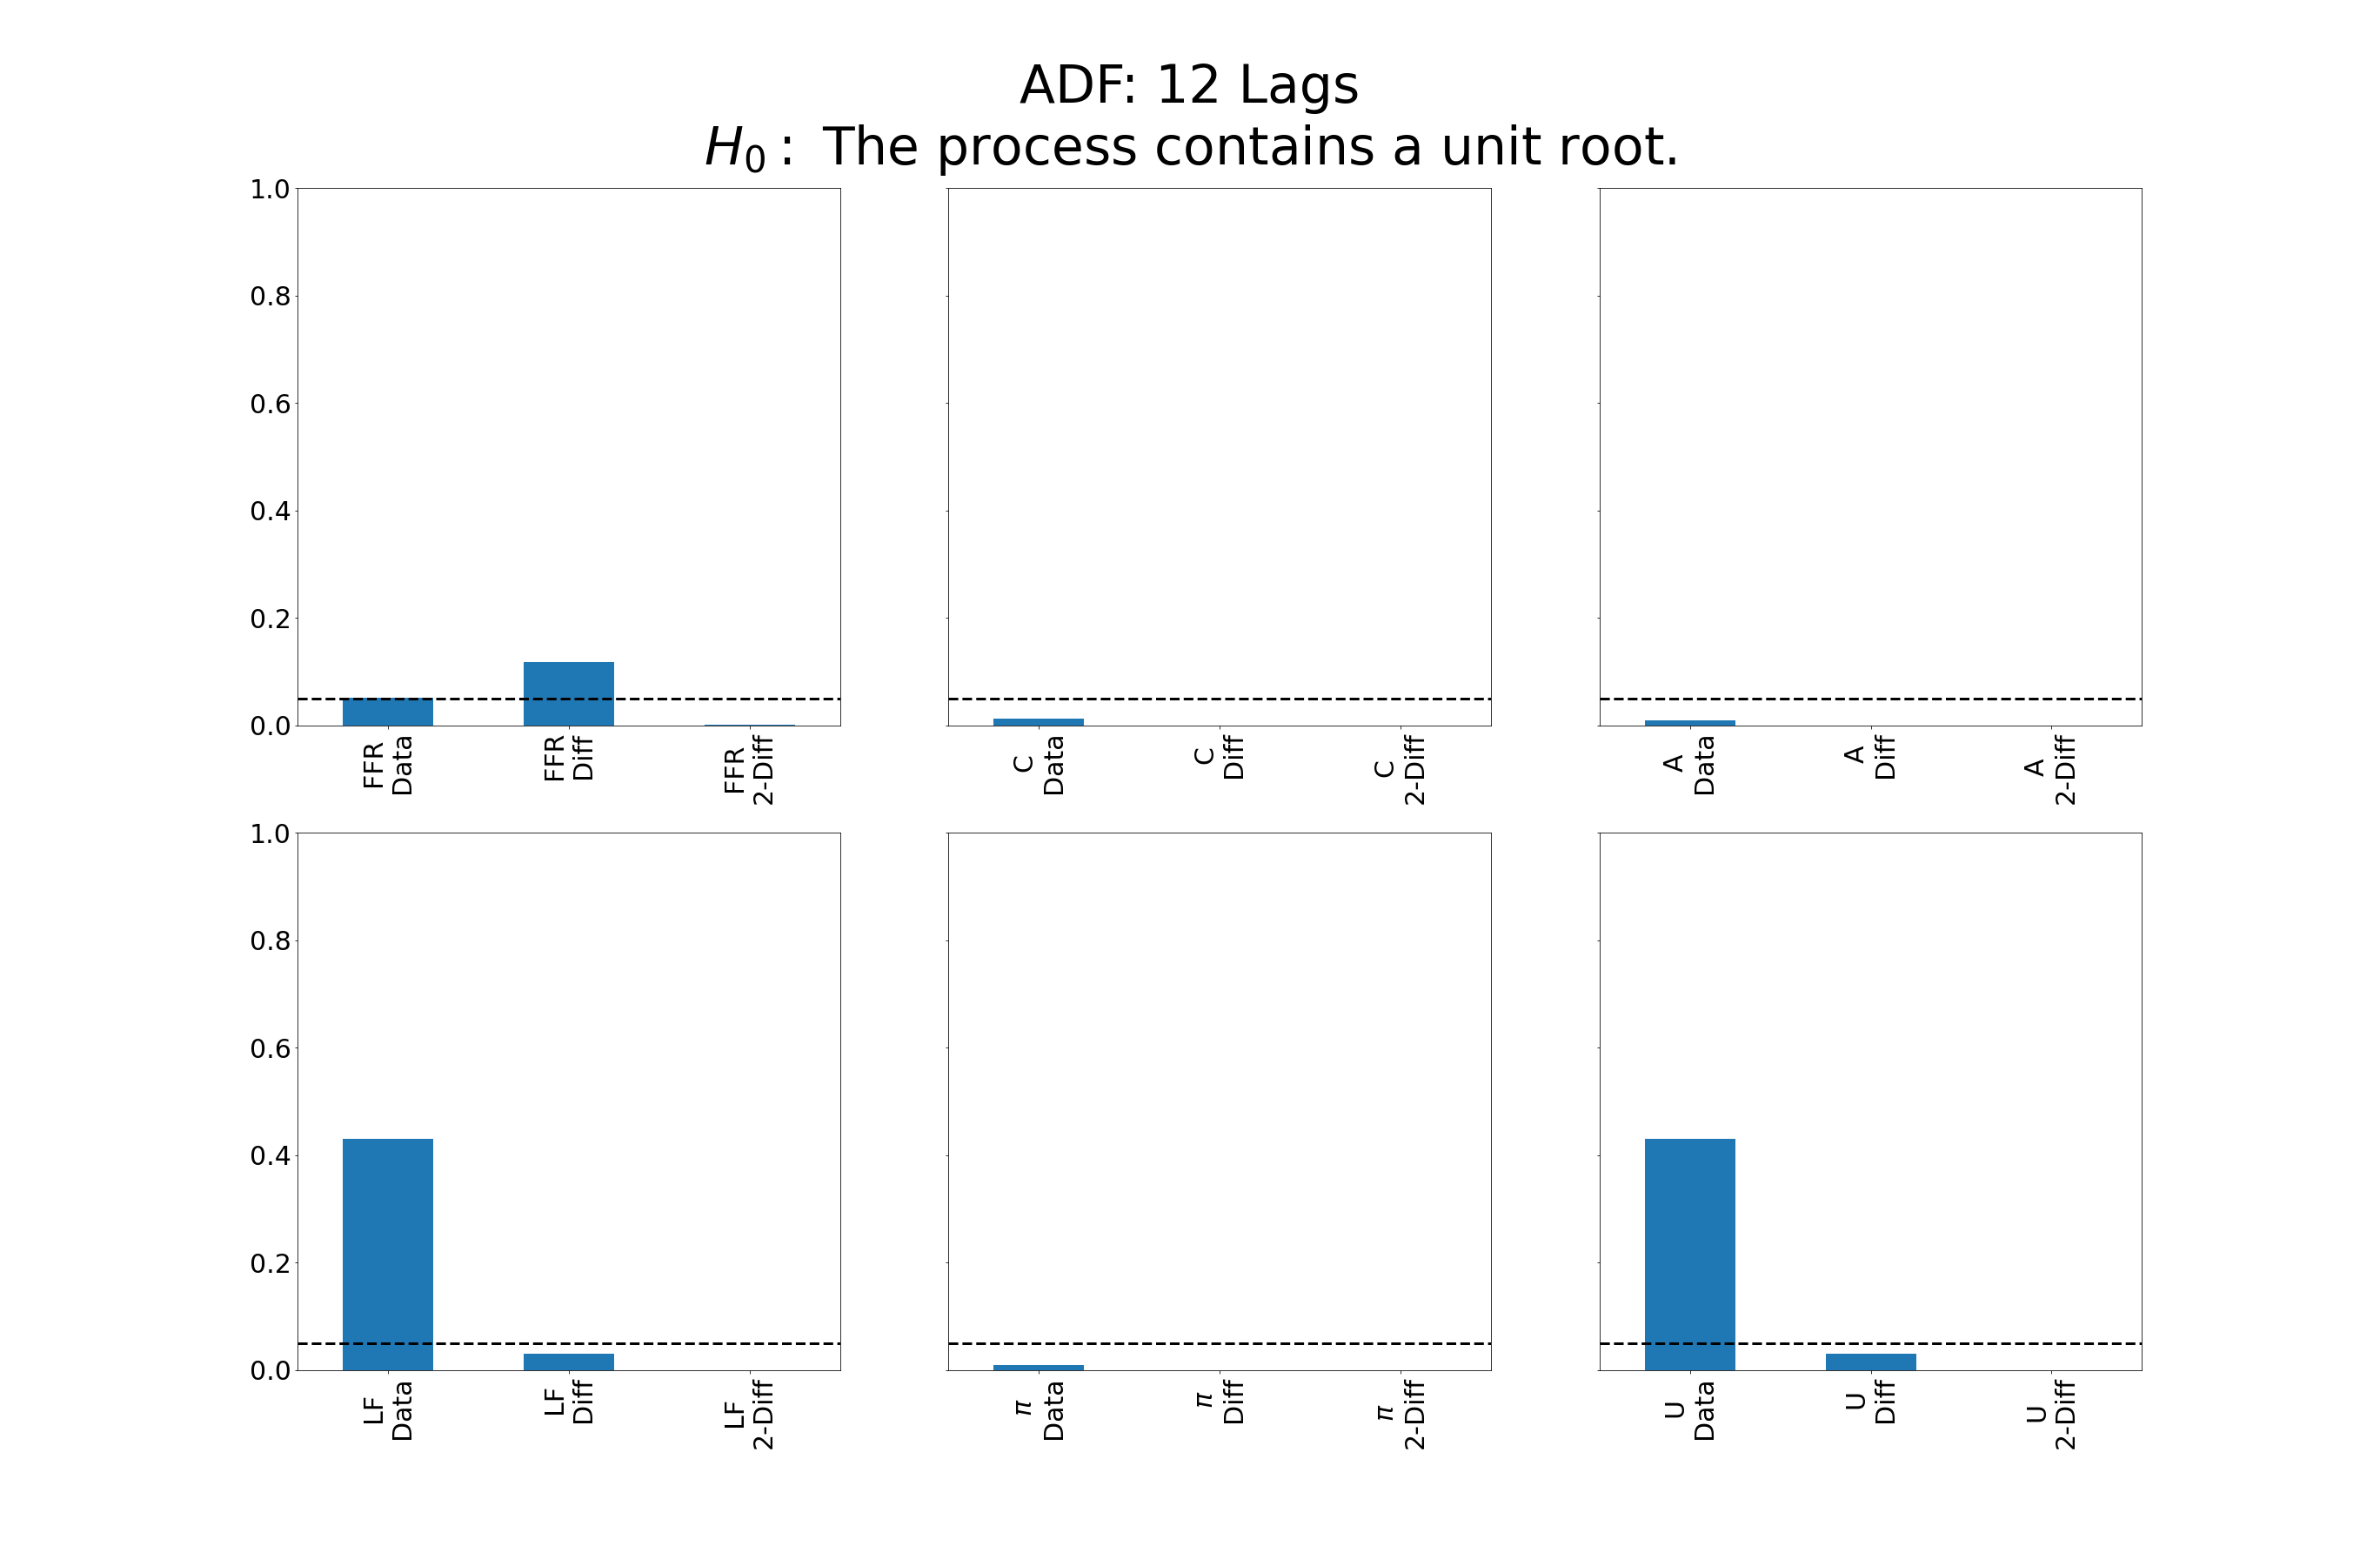 ADF: 12 Lags
H₀ : The process contains a unit root.
1.0
0.8
0.6
0.4
0.2
0.0
FFR
Data
FFR
Diff
FFR
2-Diff
C
Data
C
Diff
C
2-Diff
A
Data
A
Diff
A
2-Diff
1.0
0.8
0.6
0.4
0.2
0.0
LF
Data
LF
Diff
LF
2-Diff
π
Data
π
Diff
π
2-Diff
U
Data
U
Diff
U
2-Diff